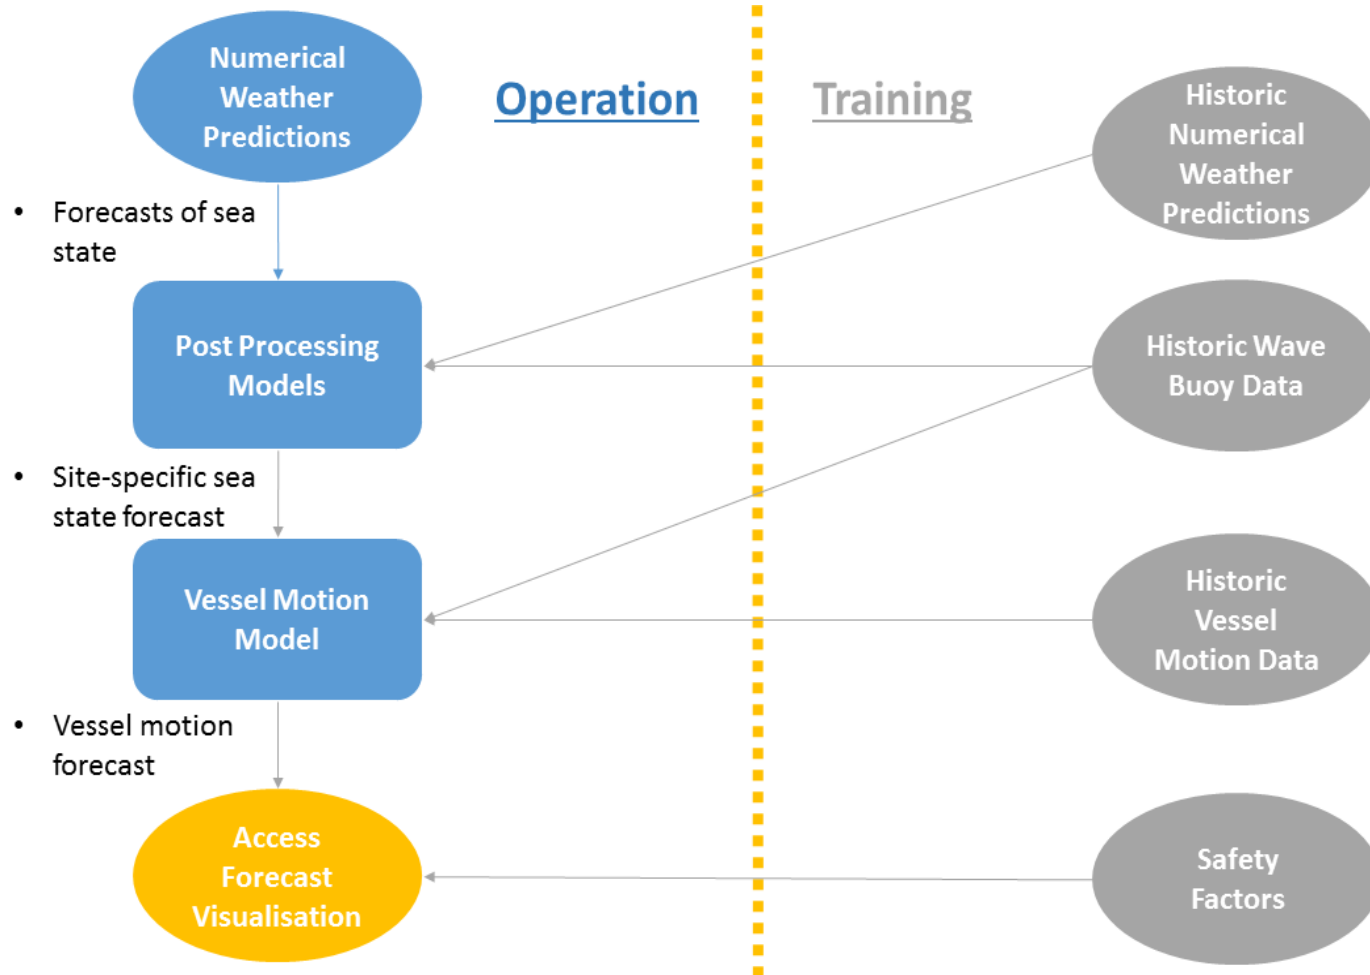 Numerical
Weather
Predictions
Operation
Training
Historic
Numerical
Weather
Predictions
• Forecasts of sea
state
Post Processing
Models
Historic Wave
Buoy Data
• Site-specific sea
state forecast
Vessel Motion
Model
Historic
Vessel
Motion Data
• Vessel motion
forecast
Access
Forecast
Visualisation
Safety
Factors